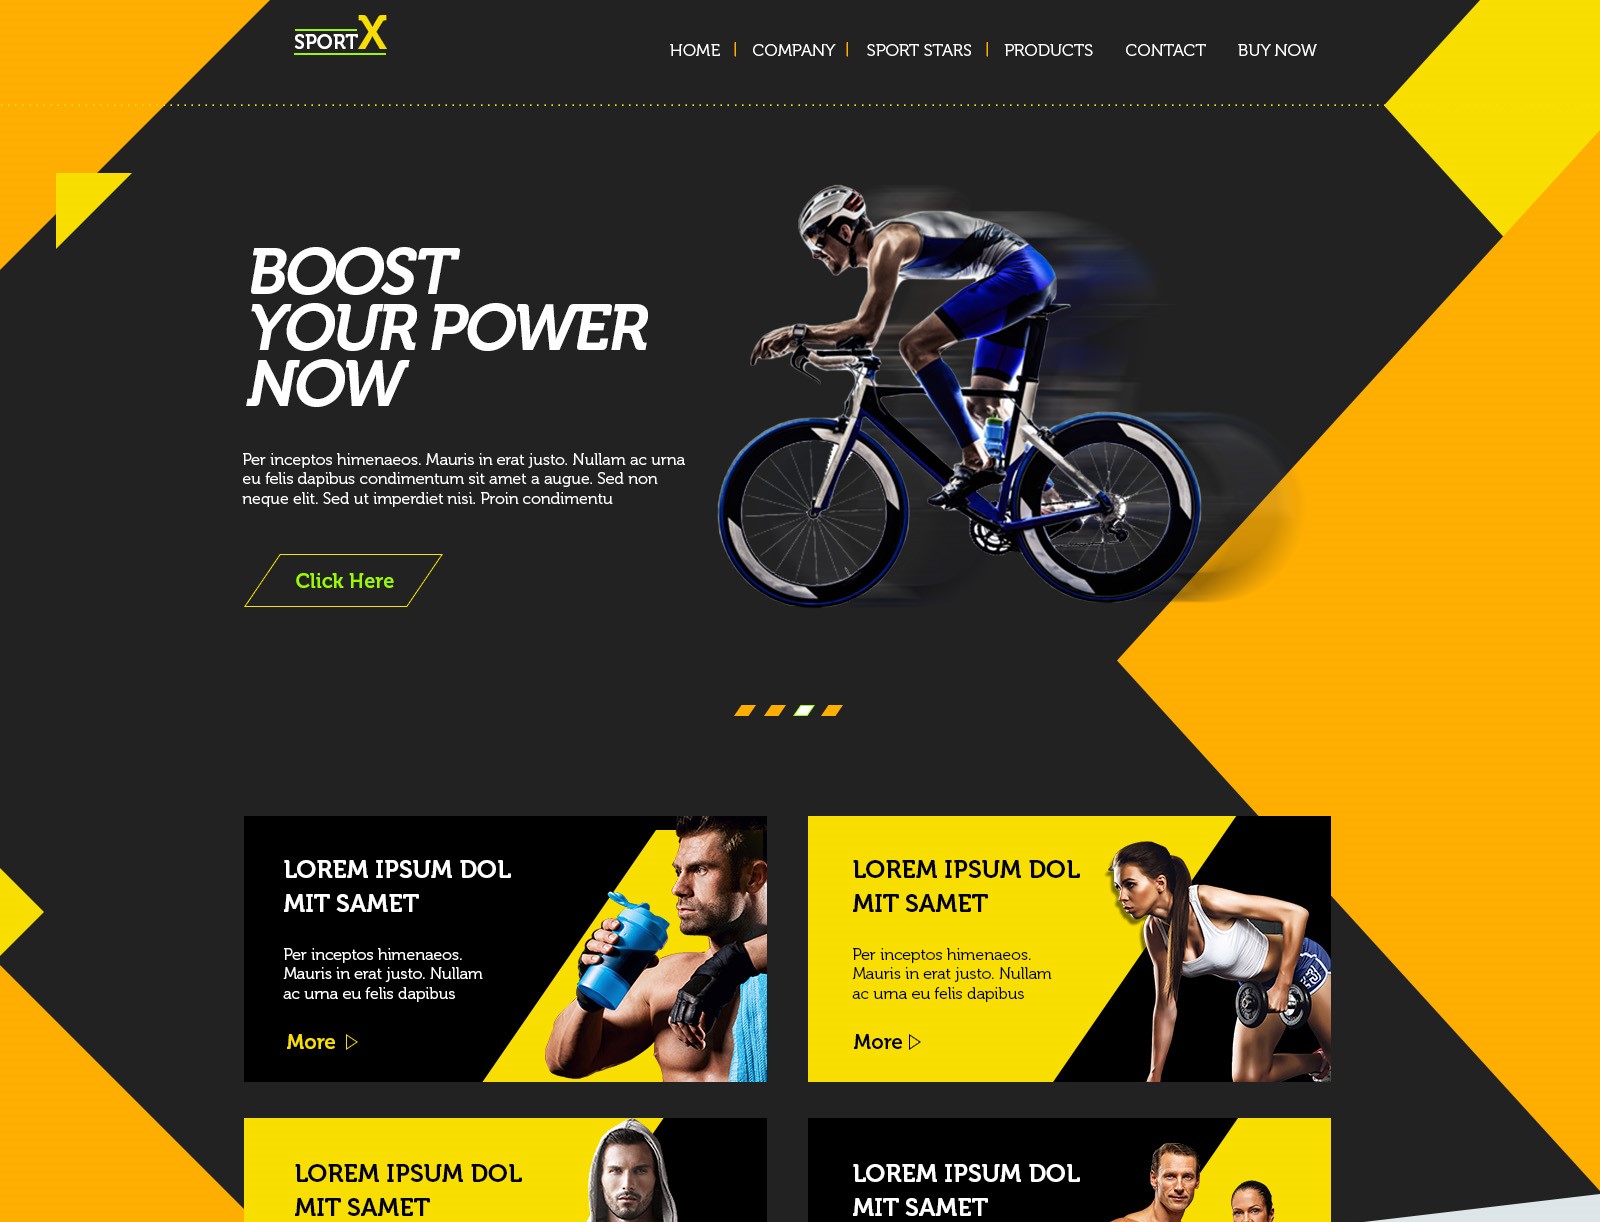 SPORTX
HOME | COMPANY | SPORT STARS | PRODUCTS CONTACT BUY NOW
BOOST
YOUR POWER
NOW
Per inceptos himenaeos. Mauris in erat justo. Nullam ac urna
eu felis dapibus condimentum sit amet a augue. Sed non
neque elit. Sed ut imperdiet nisi. Proin condimentu
Click Here
LOREM IPSUM DOL
MIT SAMET
Per inceptos himenaeos.
Mauris in erat justo. Nullam
ac urna eu felis dapibus
More
LOREM IPSUM DOL
MIT SAMET
Per inceptos himenaeos.
Mauris in erat justo. Nullam
ac urna eu felis dapibus
More
LOREM IPSUM DOL
MIT SAMET
LOREM IPSUM DOL
MIT SAMET